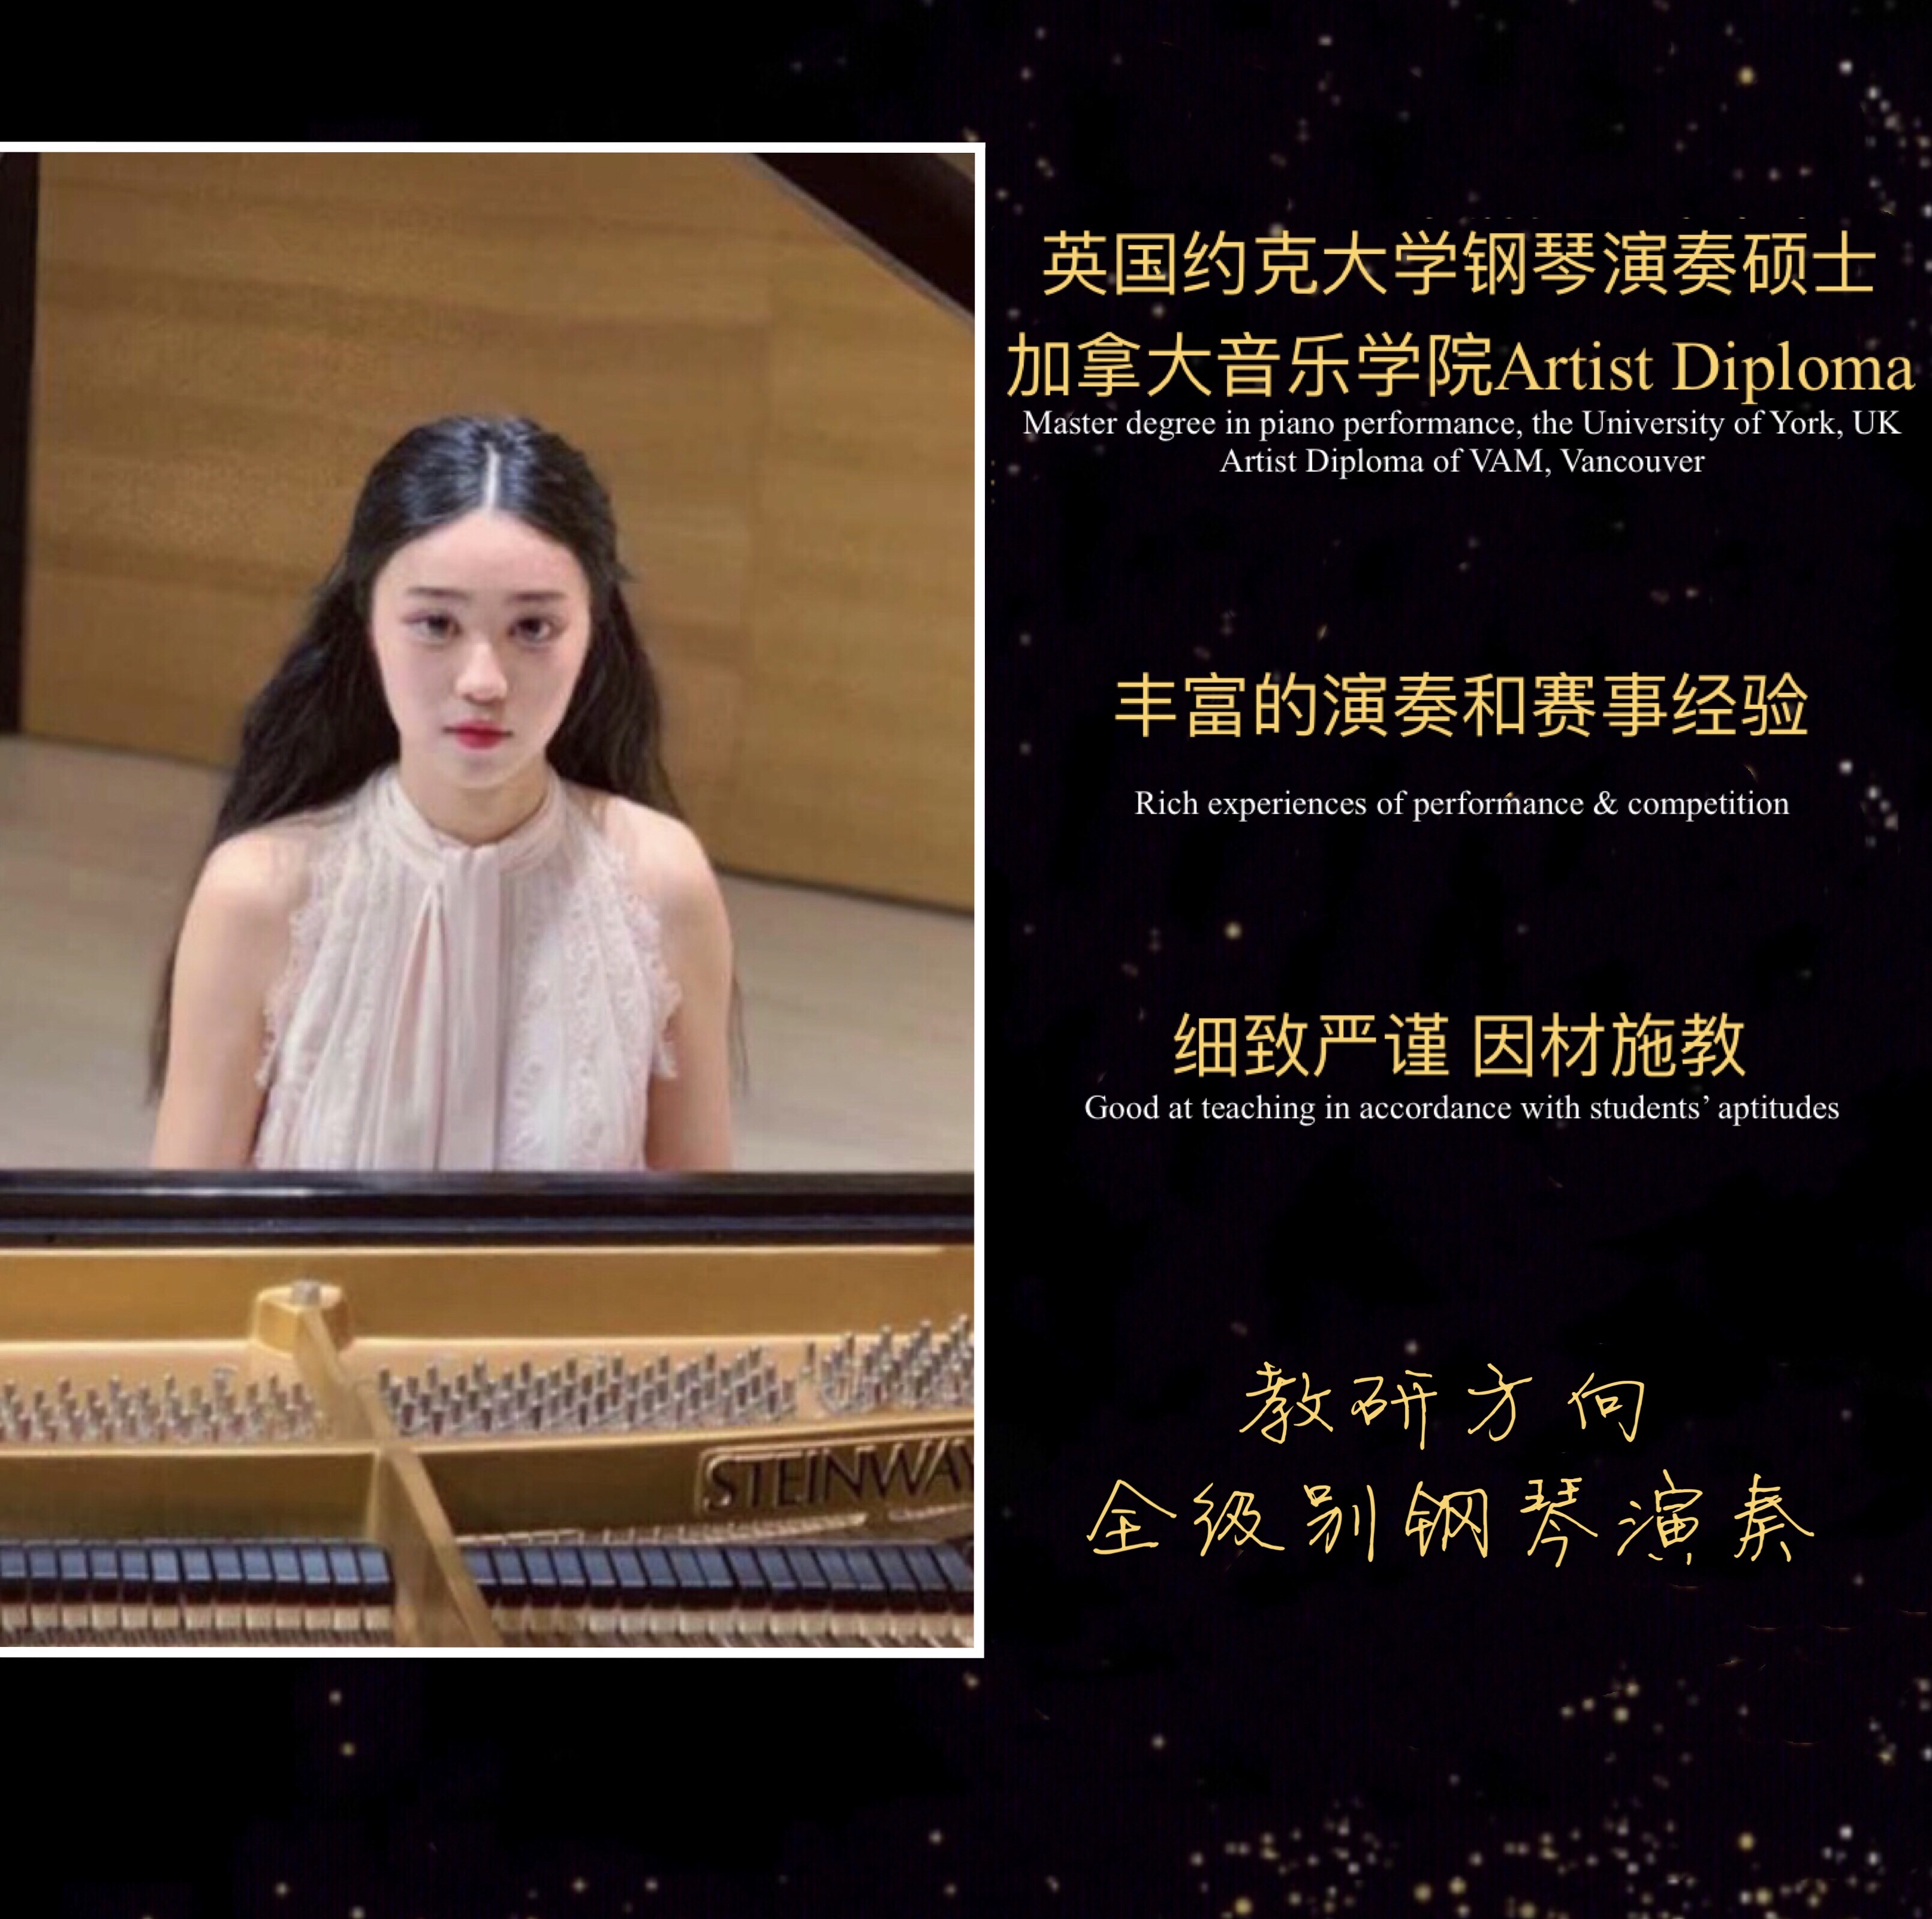 英国约克大学钢琴演奏硕士
加拿大音乐学院Artist Diploma
Master degree in piano performance, the University of York, UK
Artist Diploma of VAM, Vancouver
丰富的演奏和赛事经验
Rich experiences of performance & competition
细致严谨 因材施教
Good at teaching in accordance with students’ aptitudes
教研方向
全级别钢琴演奏
STEINWAY